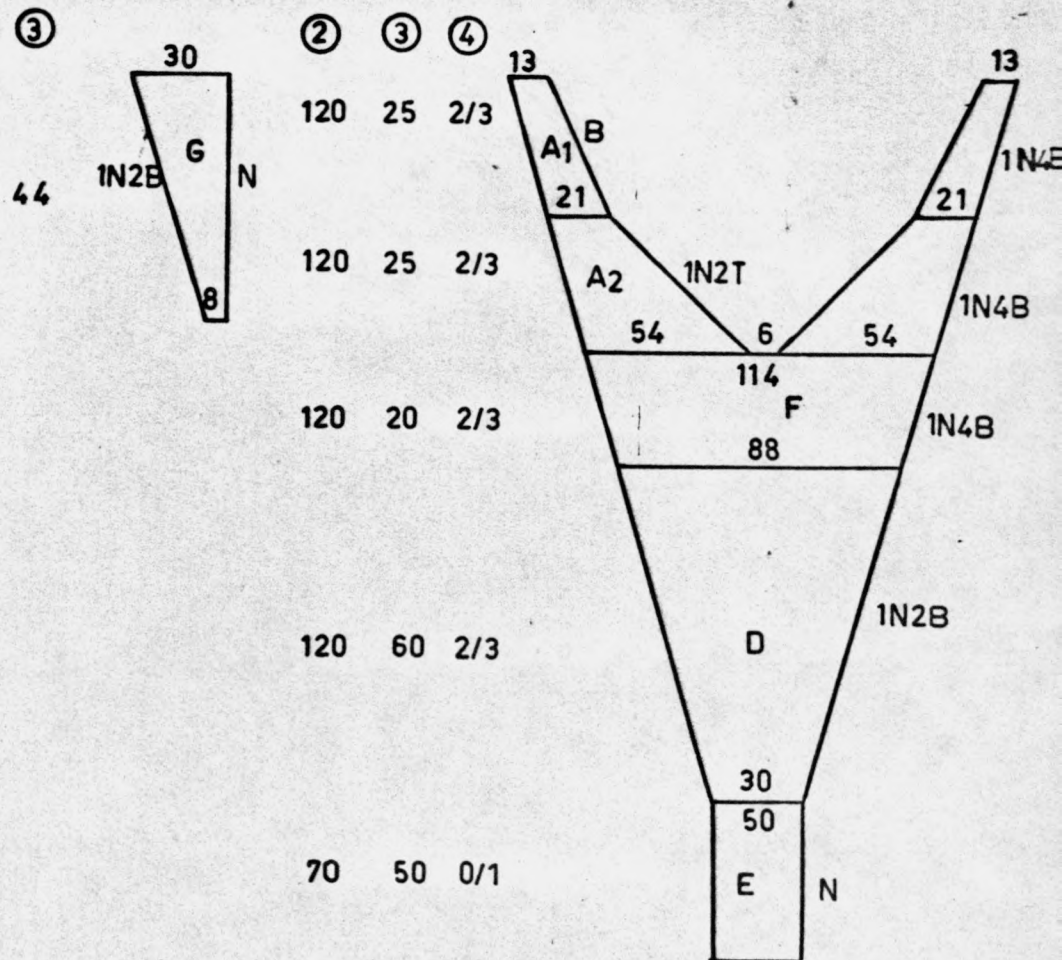 ③ ② ③ ④
30 13 13
120 25 2/3
G B A1 1N4B
1N2B N
44
21 21
120 25 2/3 A2 1N2T
8 1N4B
54 6 54
114
120 20 2/3 F 1N4B
88
1N2B
120 60 2/3 D
30
50
70 50 0/1 E N